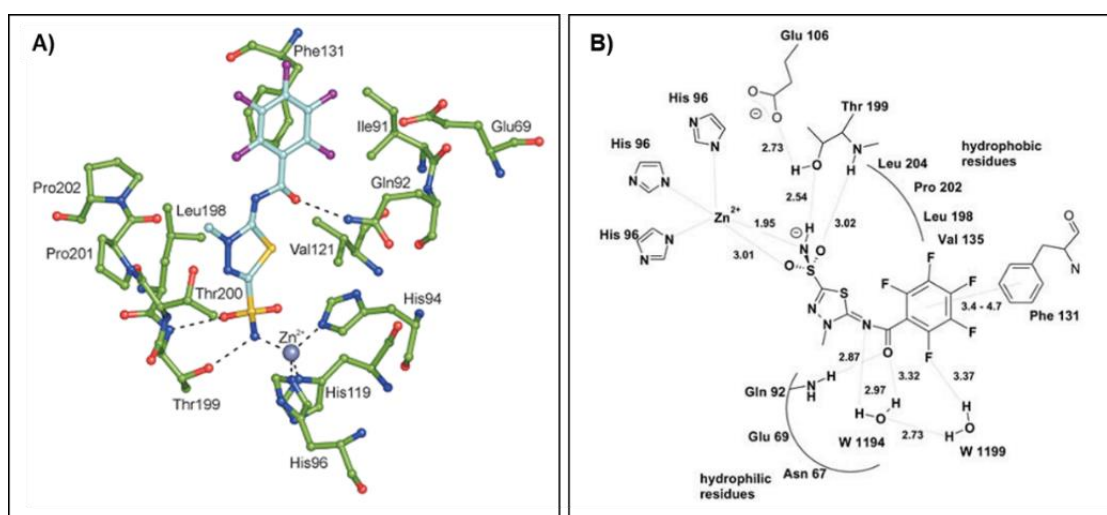 A)
Phe131
Ile91
Glu69
Gln92
Pro202
Leu198
Val121
Pro201
Thr200
His94
Zn²⁺
His119
Thr199
His96
B)
Glu 106
Thr 199
His 96
His 96
His 96
Zn²⁺
⊖
O
O
2.73
H
O
H
N
Leu 204
hydrophobic
residues
Pro 202
Leu 198
Val 135
2.54
3.02
1.95
3.01
⊖
H
N
O
S
O
S
N
N
N
O
F
F
F
F
F
O
N
3.4 - 4.7
Phe 131
2.87
Gln 92
N
H
2.97
3.32
3.37
H
H
O
H
H
O
W 1194
2.73
W 1199
Glu 69
Asn 67
hydrophilic
residues